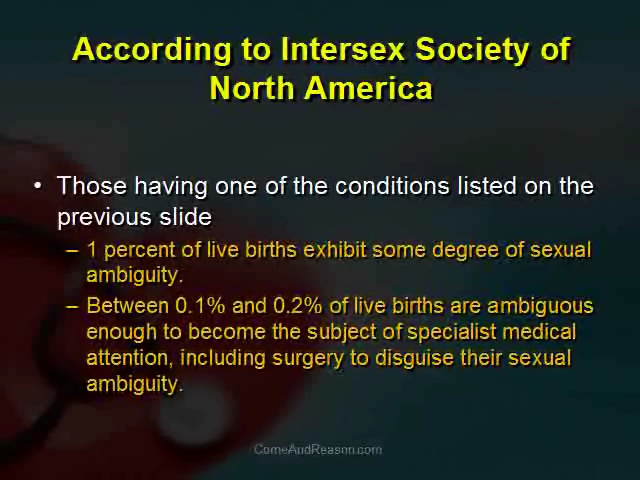 According to Intersex Society of
North America
• Those having one of the conditions listed on the
previous slide
– 1 percent of live births exhibit some degree of sexual
ambiguity.
– Between 0.1% and 0.2% of live births are ambiguous
enough to become the subject of specialist medical
attention, including surgery to disguise their sexual
ambiguity.
ComeAndReason.com